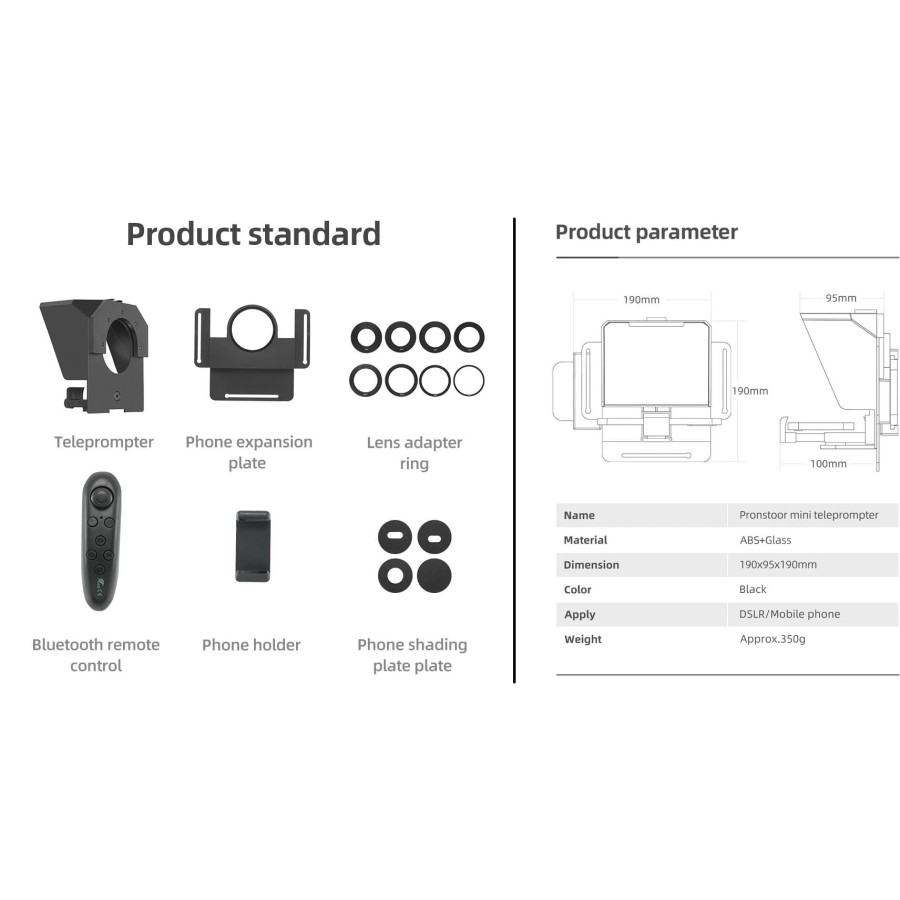 Product standard
Teleprompter
Phone expansion
plate
Lens adapter
ring
Bluetooth remote
control
Phone holder
Phone shading
plate plate
Product parameter
190mm
95mm
190mm
100mm
Name Pronstoor mini teleprompter
Material ABS+Glass
Dimension 190x95x190mm
Color Black
Apply DSLR/Mobile phone
Weight Approx.350g